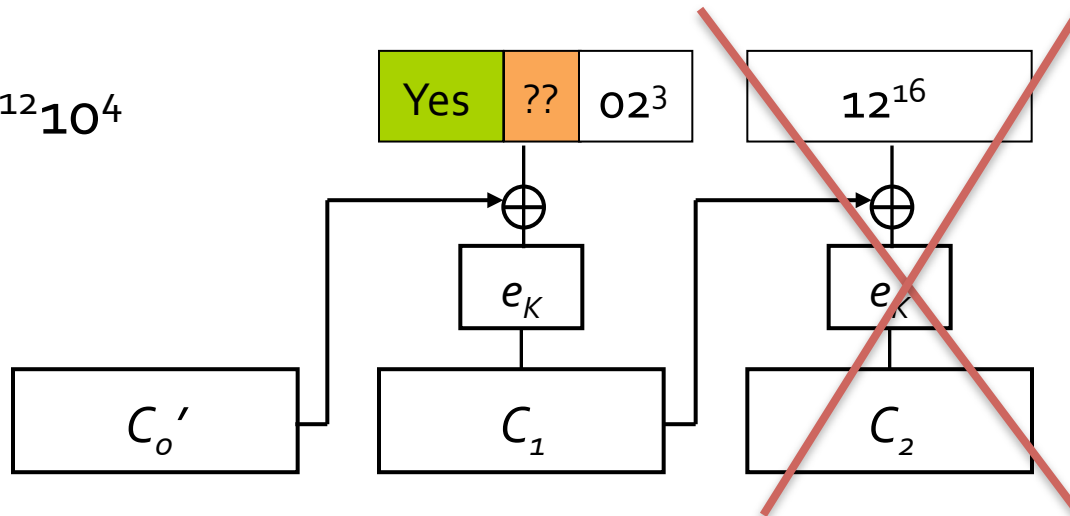 ¹²10⁴
Yes ?? 02³ 12¹⁶
e_K e_K
C₀′ C₁ C₂